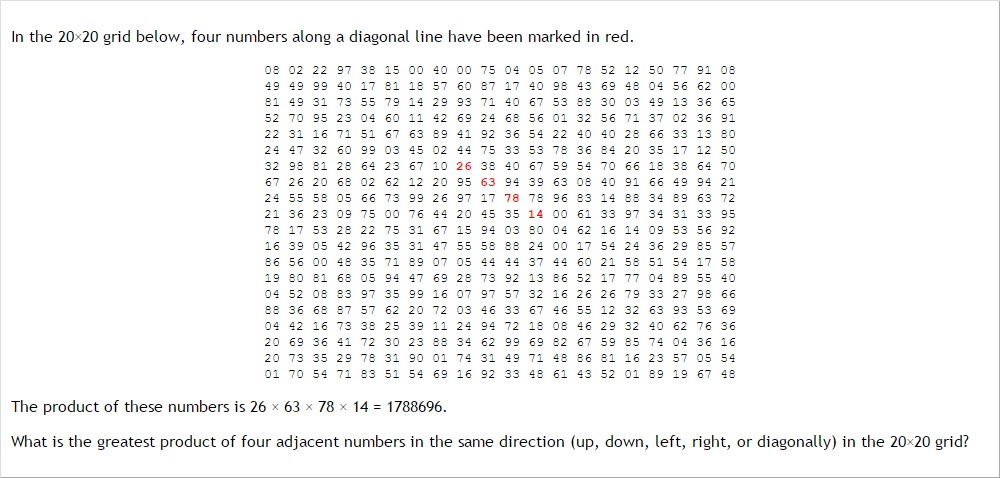 In the 20×20 grid below, four numbers along a diagonal line have been marked in red.
08 02 22 97 38 15 00 40 00 75 04 05 07 78 52 12 50 77 91 08
49 49 99 40 17 81 18 57 60 87 17 40 98 43 69 48 04 56 62 00
81 49 31 73 55 79 14 29 93 71 40 67 53 88 30 03 49 13 36 65
52 70 95 23 04 60 11 42 69 24 68 56 01 32 56 71 37 02 36 91
22 31 16 71 51 67 63 89 41 92 36 54 22 40 40 28 66 33 13 80
24 47 32 60 99 03 45 02 44 75 33 53 78 36 84 20 35 17 12 50
32 98 81 28 64 23 67 10 26 38 40 67 59 54 70 66 18 38 64 70
67 26 20 68 02 62 12 20 95 63 94 39 63 08 40 91 66 49 94 21
24 55 58 05 66 73 99 26 97 17 78 78 96 83 14 88 34 89 63 72
21 36 23 09 75 00 76 44 20 45 35 14 00 61 33 97 34 31 33 95
78 17 53 28 22 75 31 67 15 94 03 80 04 62 16 14 09 53 56 92
16 39 05 42 96 35 31 47 55 58 88 24 00 17 54 24 36 29 85 57
86 56 00 48 35 71 89 07 05 44 44 37 44 60 21 58 51 54 17 58
19 80 81 68 05 94 47 69 28 73 92 13 86 52 17 77 04 89 55 40
04 52 08 83 97 35 99 16 07 97 57 32 16 26 26 79 33 27 98 66
88 36 68 87 57 62 20 72 03 46 33 67 46 55 12 32 63 93 53 69
04 42 16 73 38 25 39 11 24 94 72 18 08 46 29 32 40 62 76 36
20 69 36 41 72 30 23 88 34 62 99 69 82 67 59 85 74 04 36 16
20 73 35 29 78 31 90 01 74 31 49 71 48 86 81 16 23 57 05 54
01 70 54 71 83 51 54 69 16 92 33 48 61 43 52 01 89 19 67 48
The product of these numbers is 26 × 63 × 78 × 14 = 1788696.
What is the greatest product of four adjacent numbers in the same direction (up, down, left, right, or diagonally) in the 20×20 grid?